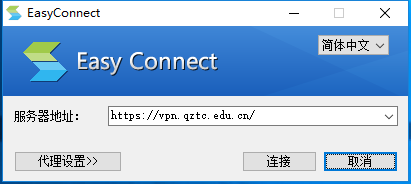 EasyConnect
简体中文
Easy Connect
服务器地址：
https://vpn.qztc.edu.cn/
代理设置>>
连接
取消